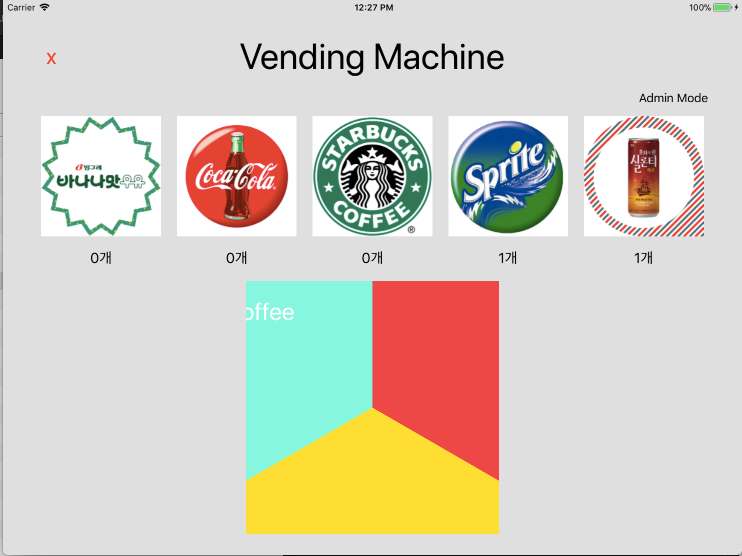 Carrier
12:27 PM
100%
x
Vending Machine
Admin Mode
빙그레
바나나맛우유
Coca-Cola
STARBUCKS
COFFEE
Sprite
실론티
0개
0개
0개
1개
1개
offee